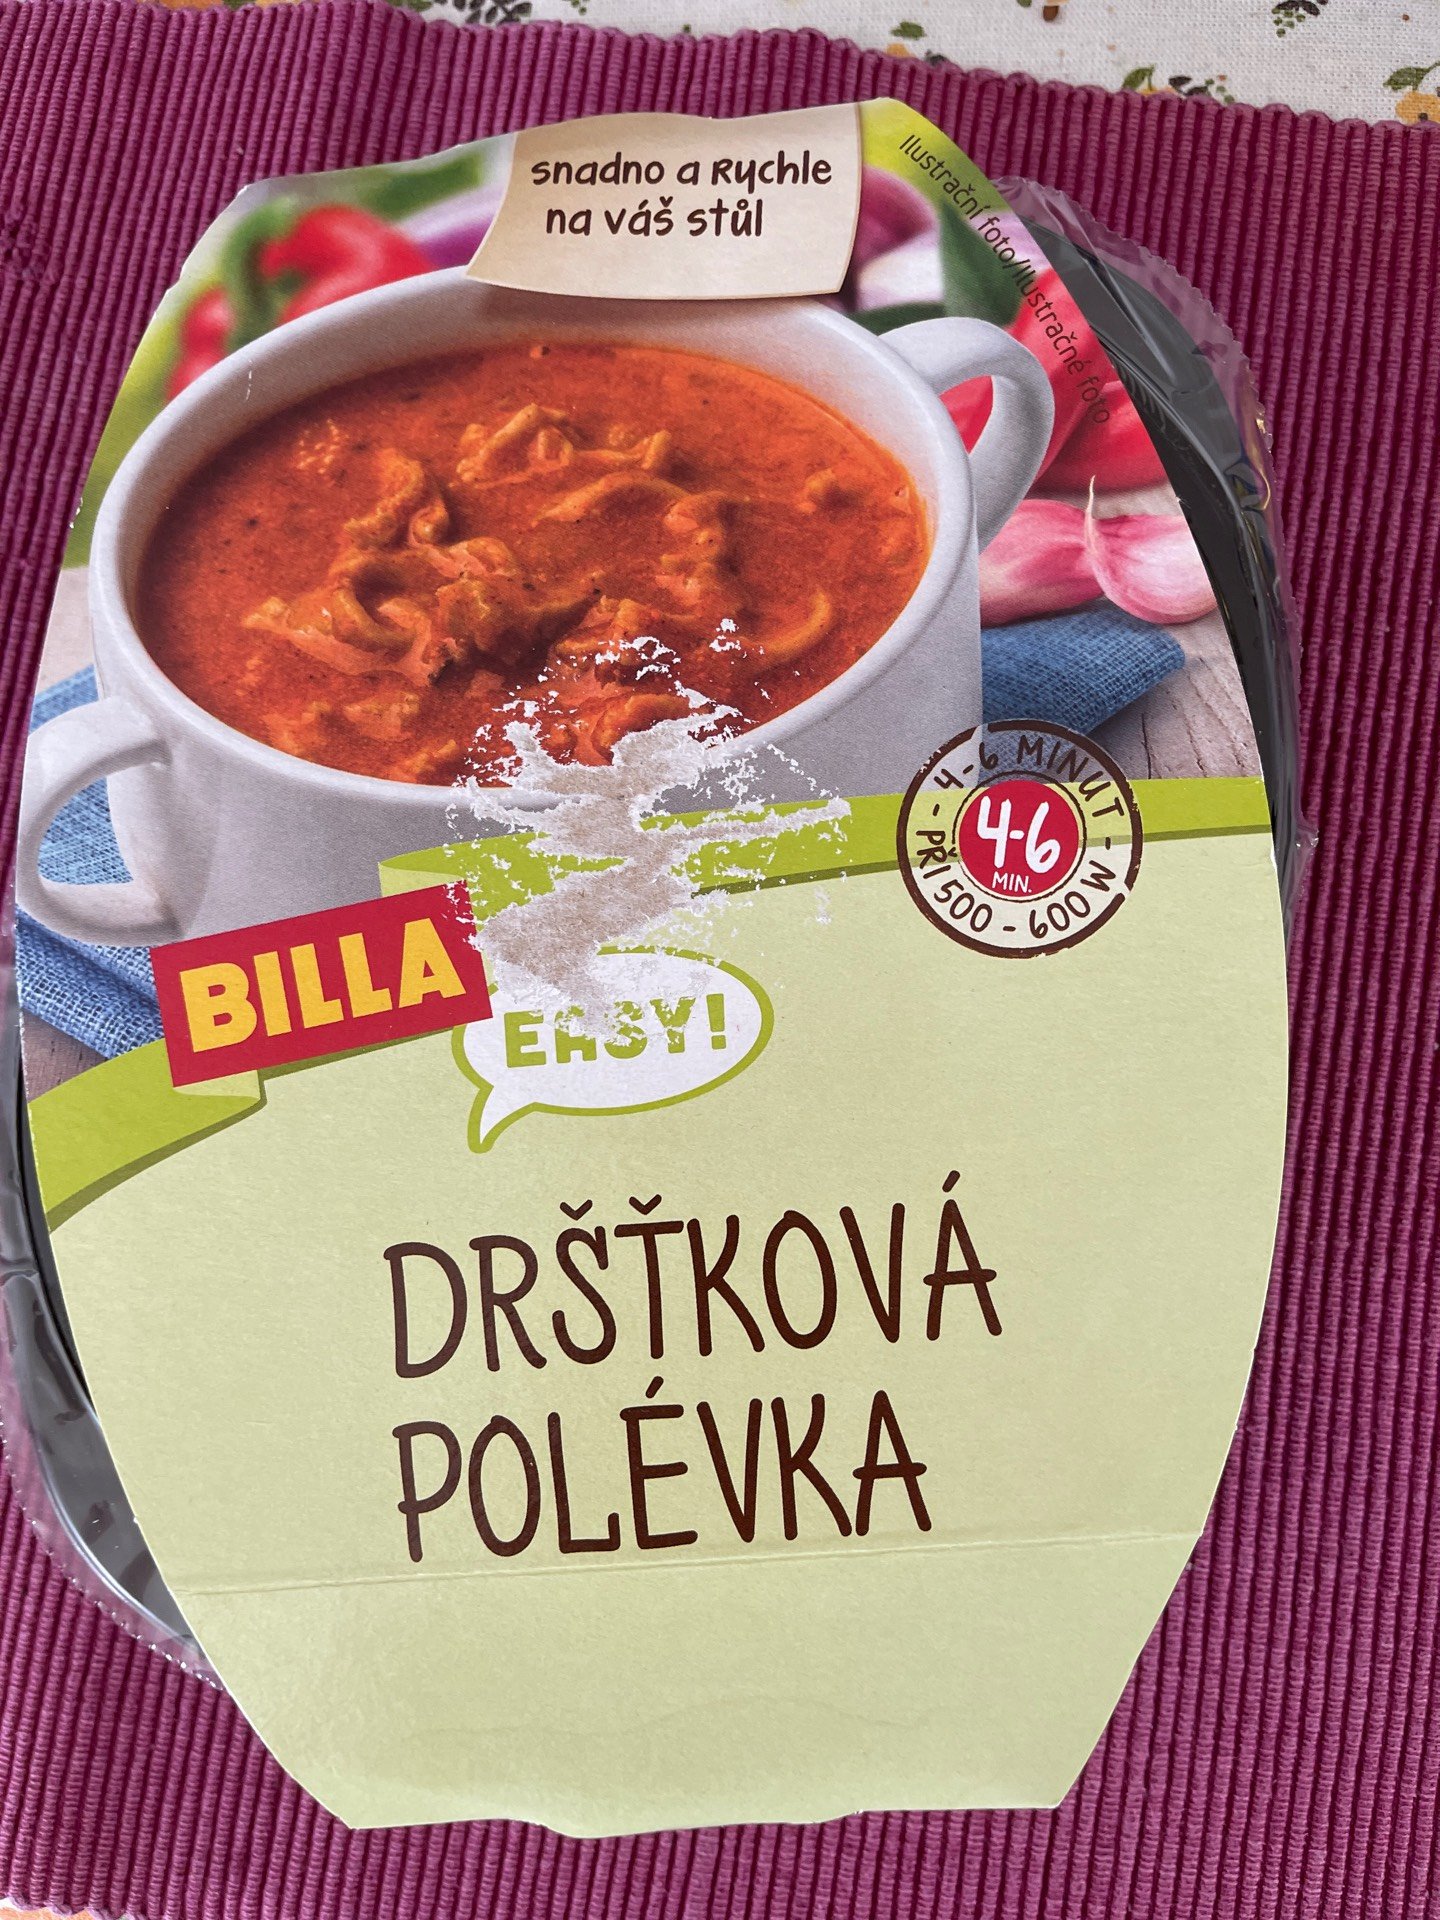 snadno a Rychle
na váš stůl
Ilustrační foto/Ilustračné foto
4-6 MINUT - PŘI 500 - 600 W -
4-6
MIN.
BILLA
EASY!
DRŠŤKOVÁ
POLÉVKA